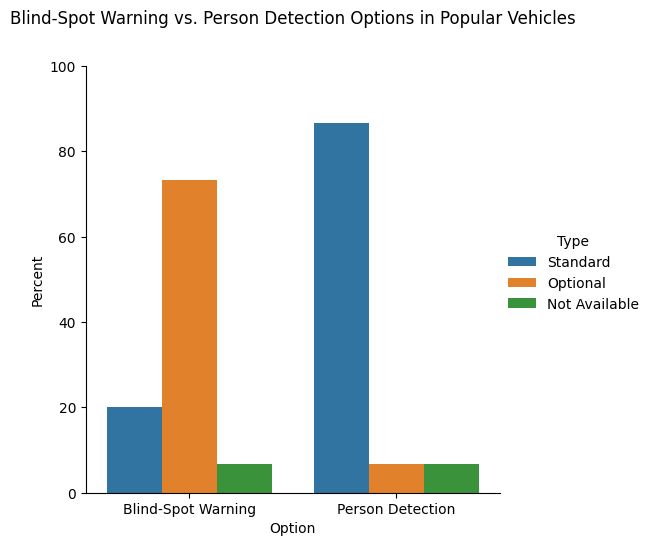 Blind-Spot Warning vs. Person Detection Options in Popular Vehicles
100
80
60
40
20
0
Percent
Blind-Spot Warning
Person Detection
Option
Type
Standard
Optional
Not Available